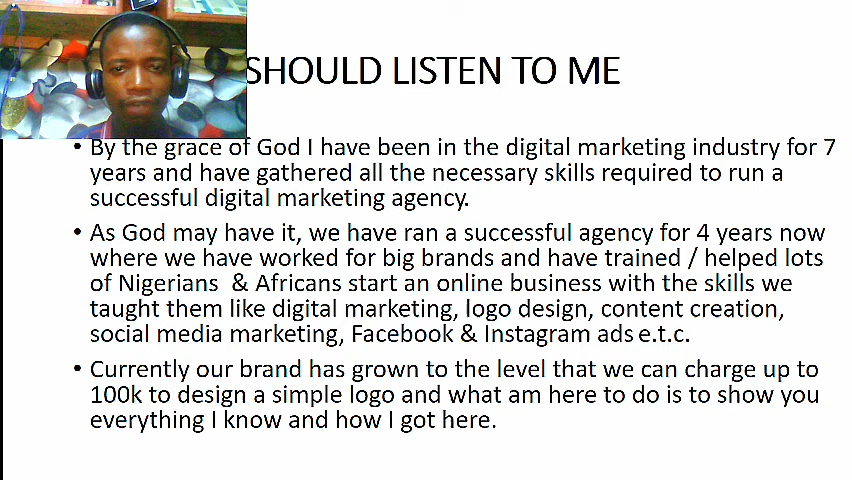 SHOULD LISTEN TO ME
• By the grace of God I have been in the digital marketing industry for 7
years and have gathered all the necessary skills required to run a
successful digital marketing agency.
• As God may have it, we have ran a successful agency for 4 years now
where we have worked for big brands and have trained / helped lots
of Nigerians & Africans start an online business with the skills we
taught them like digital marketing, logo design, content creation,
social media marketing, Facebook & Instagram ads e.t.c.
• Currently our brand has grown to the level that we can charge up to
100k to design a simple logo and what am here to do is to show you
everything I know and how I got here.